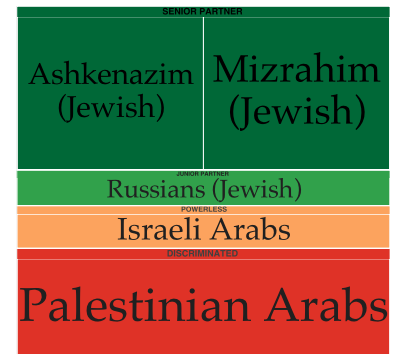 SENIOR PARTNER
Ashkenazim
(Jewish)
Mizrahim
(Jewish)
JUNIOR PARTNER
Russians (Jewish)
POWERLESS
Israeli Arabs
DISCRIMINATED
Palestinian Arabs